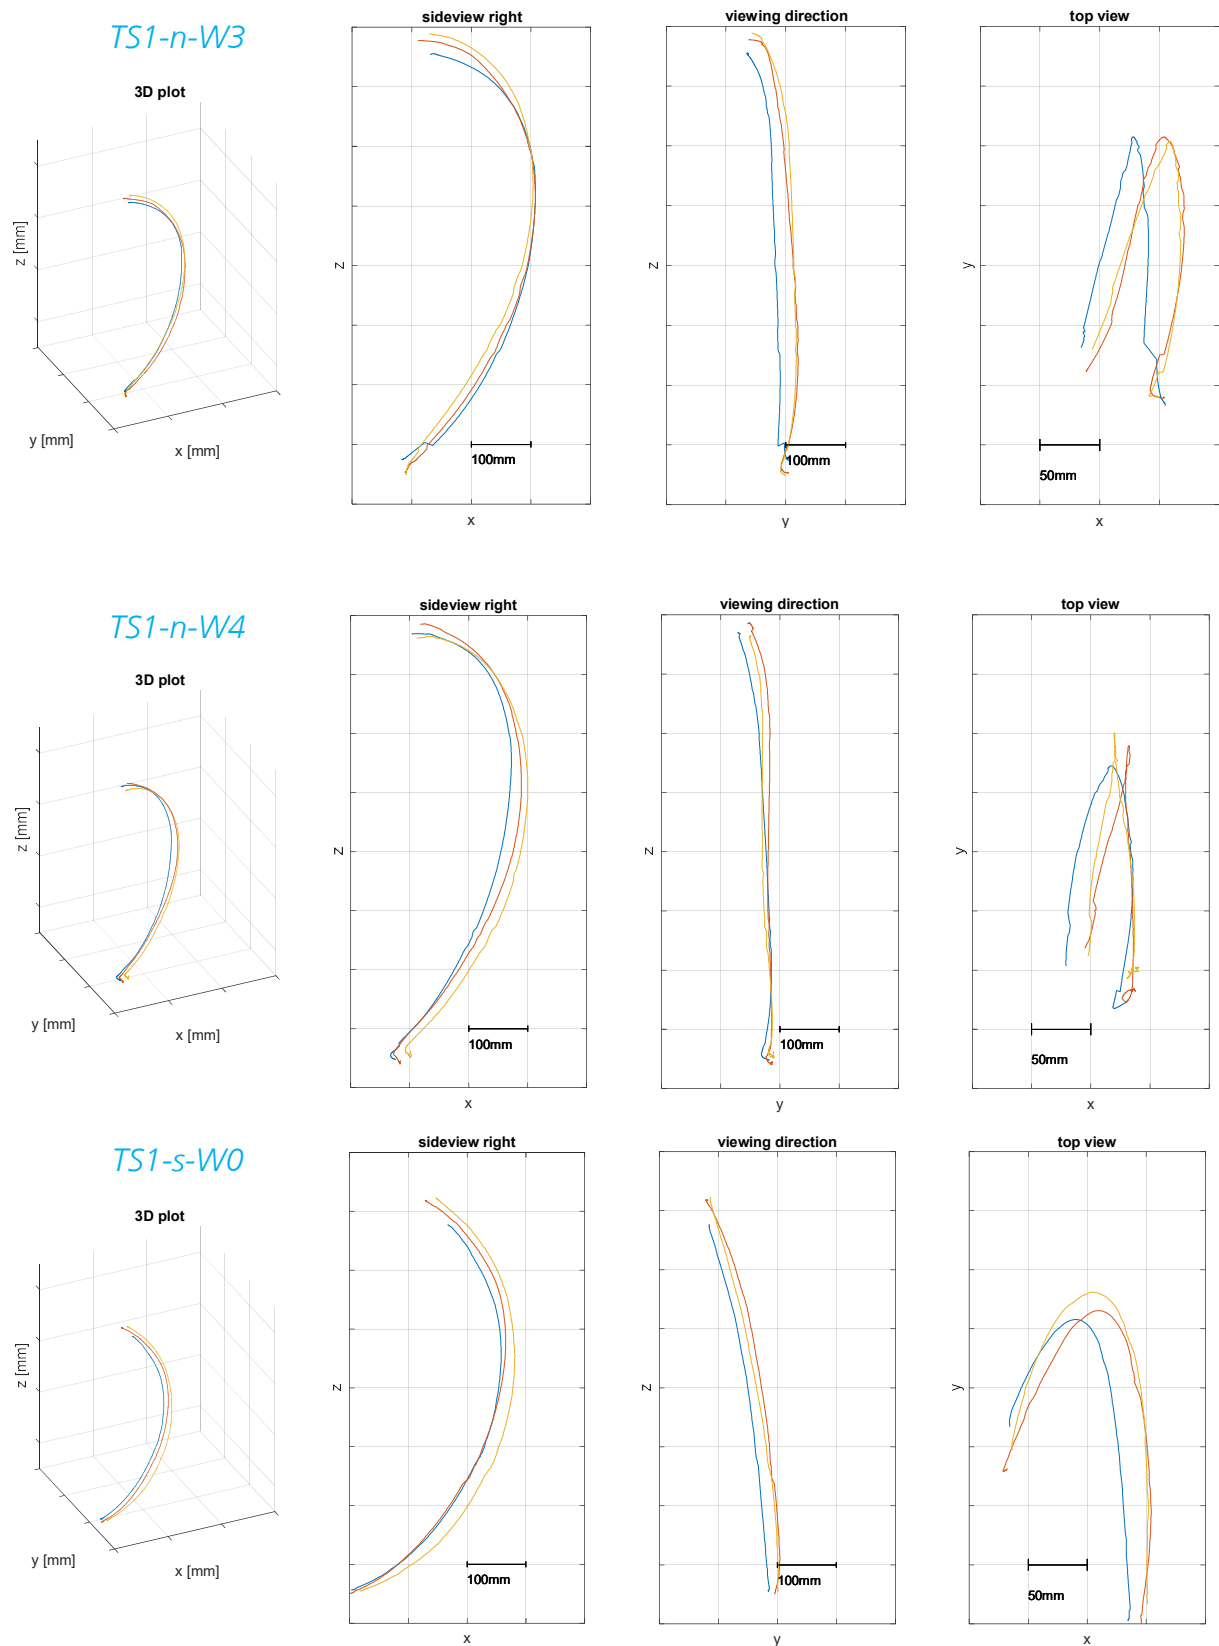 TS1-n-W3
3D plot
z [mm]
y [mm]
x [mm]
sideview right
z
100mm
x
viewing direction
z
100mm
y
top view
y
50mm
x
TS1-n-W4
3D plot
z [mm]
y [mm]
x [mm]
sideview right
z
100mm
x
viewing direction
z
100mm
y
top view
y
50mm
x
TS1-s-W0
3D plot
z [mm]
y [mm]
x [mm]
sideview right
z
100mm
x
viewing direction
z
100mm
y
top view
y
50mm
x